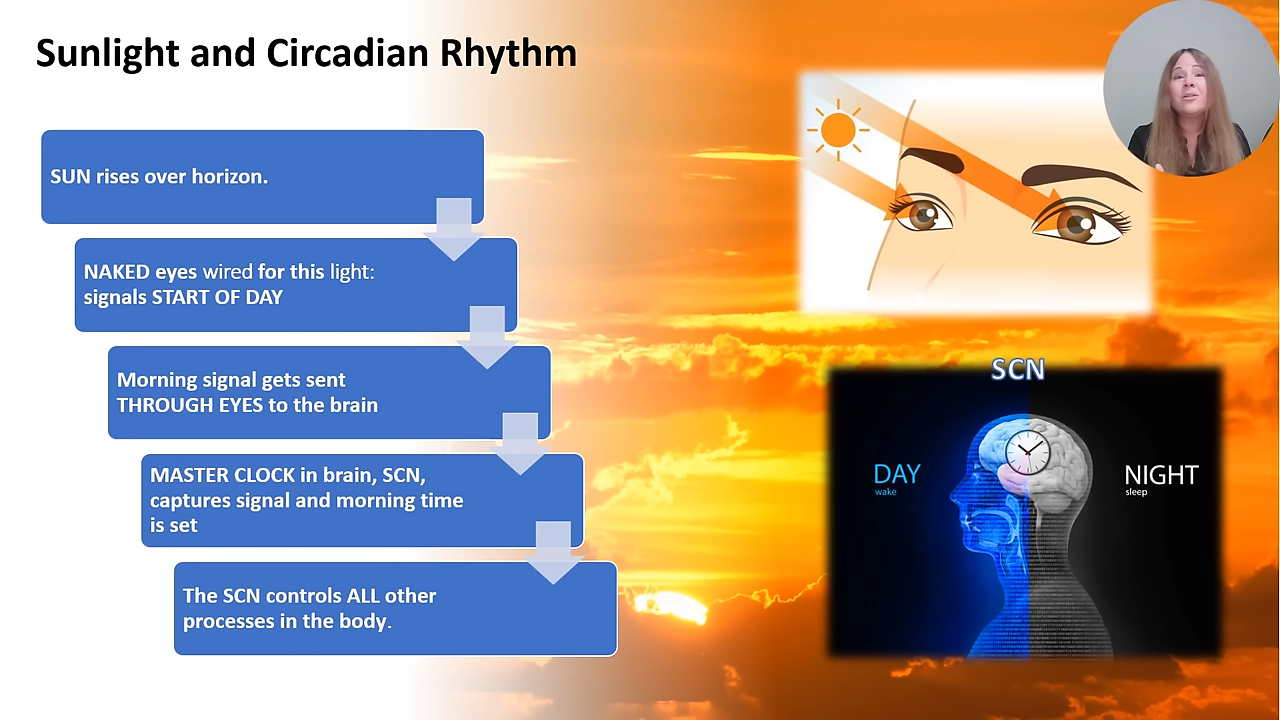 Sunlight and Circadian Rhythm
SUN rises over horizon.
NAKED eyes wired for this light:
signals START OF DAY
Morning signal gets sent
THROUGH EYES to the brain
MASTER CLOCK in brain, SCN,
captures signal and morning time
is set
The SCN controls ALL other
processes in the body.
SCN
DAY
wake
NIGHT
sleep